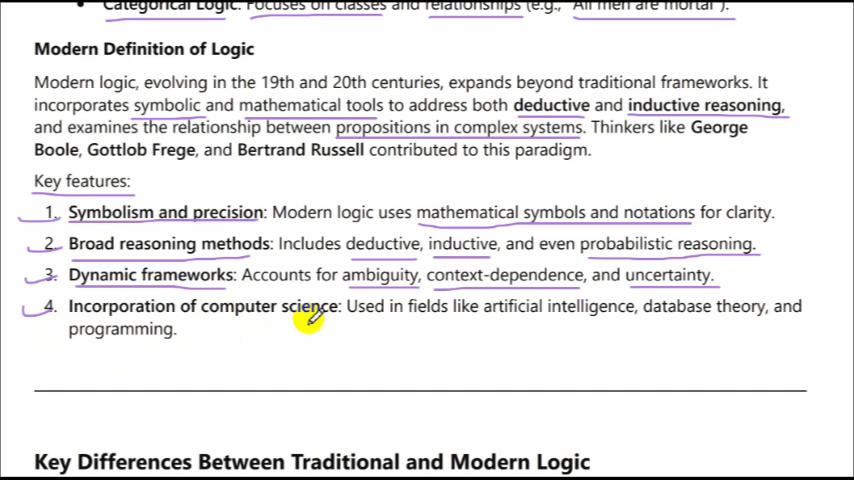 • Categorical Logic: Focuses on classes and relationships (e.g., "All men are mortal").
Modern Definition of Logic
Modern logic, evolving in the 19th and 20th centuries, expands beyond traditional frameworks. It
incorporates symbolic and mathematical tools to address both deductive and inductive reasoning,
and examines the relationship between propositions in complex systems. Thinkers like George
Boole, Gottlob Frege, and Bertrand Russell contributed to this paradigm.
Key features:
1. Symbolism and precision: Modern logic uses mathematical symbols and notations for clarity.
2. Broad reasoning methods: Includes deductive, inductive, and even probabilistic reasoning.
3. Dynamic frameworks: Accounts for ambiguity, context-dependence, and uncertainty.
4. Incorporation of computer science: Used in fields like artificial intelligence, database theory, and
programming.
Key Differences Between Traditional and Modern Logic